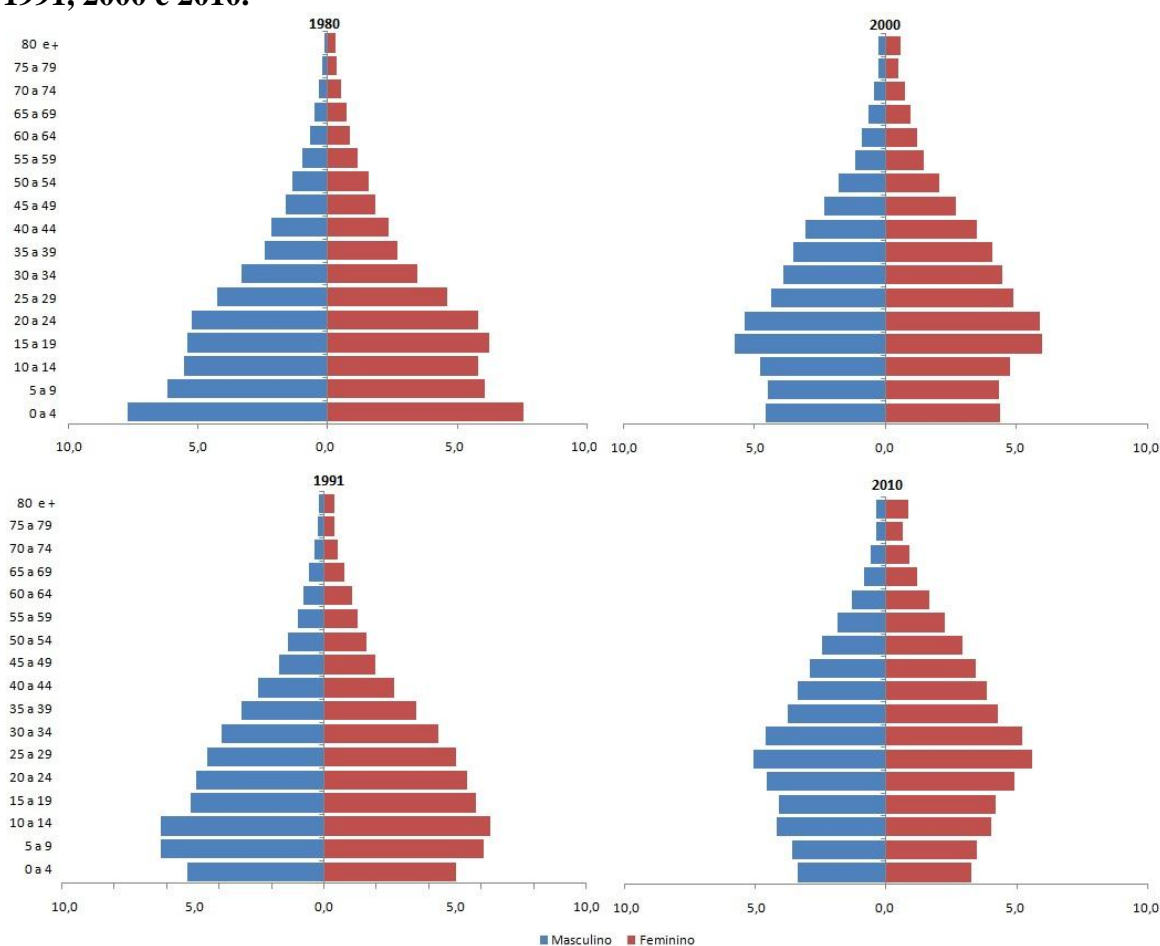 1991, 2000 e 2010.
1980
80 e+
75 a 79
70 a 74
65 a 69
60 a 64
55 a 59
50 a 54
45 a 49
40 a 44
35 a 39
30 a 34
25 a 29
20 a 24
15 a 19
10 a 14
5 a 9
0 a 4
10,0 5,0 0,0 5,0 10,0
2000
10,0 5,0 0,0 5,0 10,0
1991
80 e+
75 a 79
70 a 74
65 a 69
60 a 64
55 a 59
50 a 54
45 a 49
40 a 44
35 a 39
30 a 34
25 a 29
20 a 24
15 a 19
10 a 14
5 a 9
0 a 4
10,0 5,0 0,0 5,0 10,0
2010
10,0 5,0 0,0 5,0 10,0
Masculino Feminino